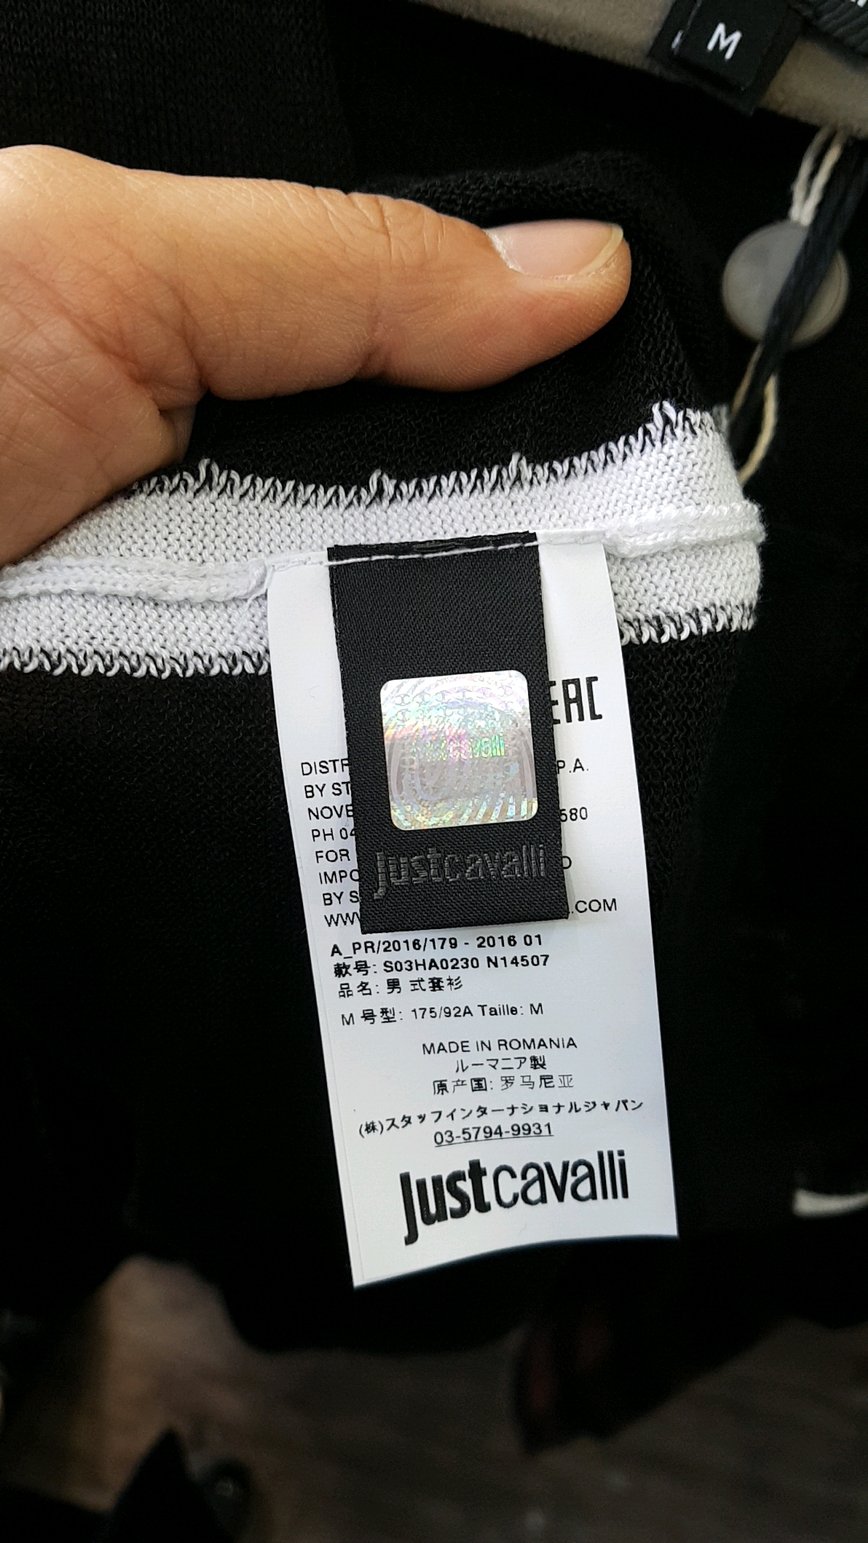 M
EAC
DISTR P.A.
BY ST
NOVE 580
PH 04
FOR
IMPO D
BY S
WWW .COM
justcavalli
A_PR/2016/179 - 2016 01
款号: S03HA0230 N14507
品名: 男 式套衫
M 号型: 175/92A Taille: M
MADE IN ROMANIA
ルーマニア製
原产国: 罗马尼亚
(株)スタッフインターナショナルジャパン
03-5794-9931
justcavalli